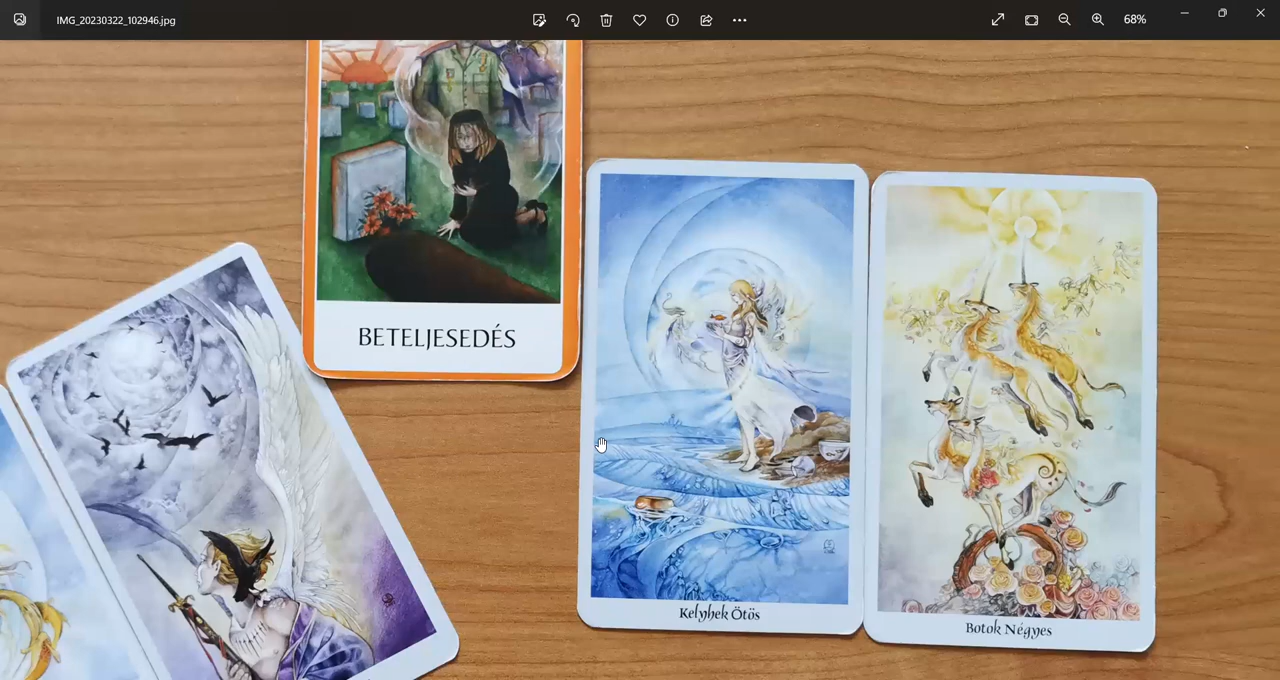 IMG_20230322_102946.jpg
68%
BETELJESEDÉS
Kelyhek Ötös
Botok Négyes